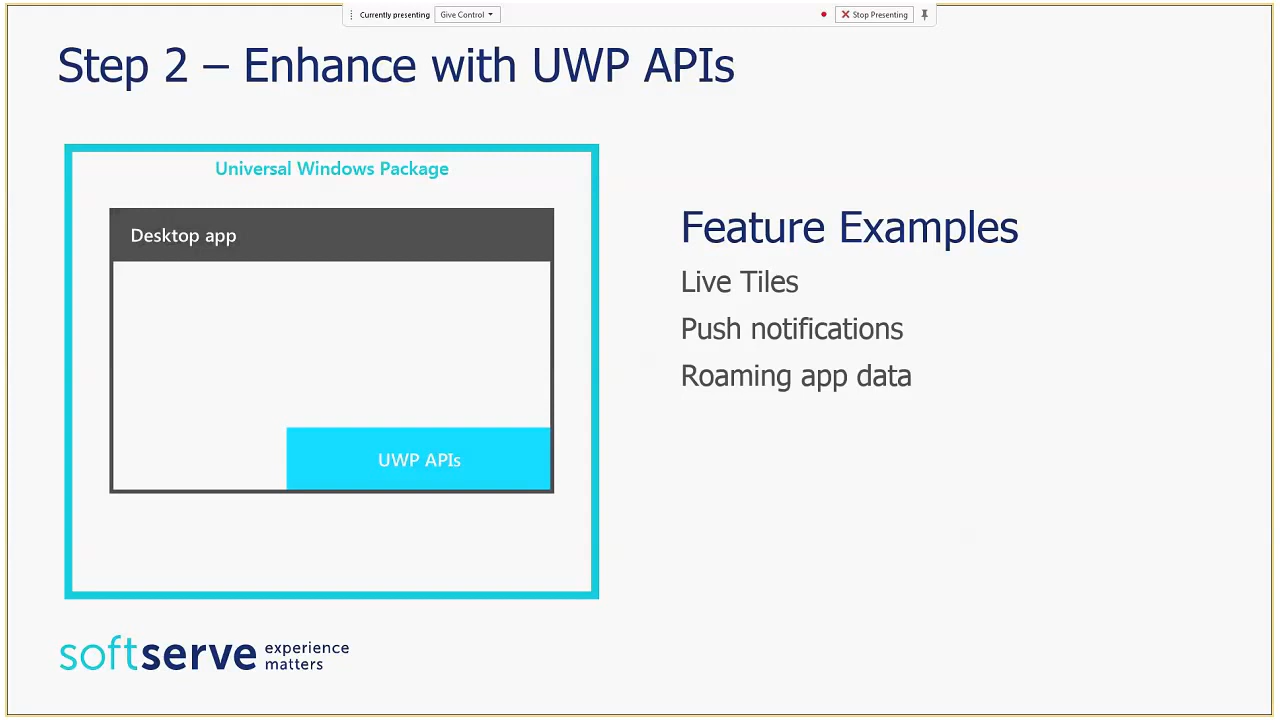 Currently presenting Give Control Stop Presenting
Step 2 – Enhance with UWP APIs
Universal Windows Package
Desktop app
UWP APIs
Feature Examples
Live Tiles
Push notifications
Roaming app data
softserve experience
matters